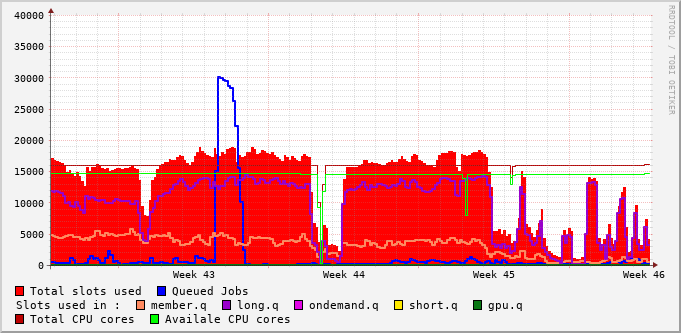 40000
35000
30000
25000
20000
15000
10000
5000
0
Week 43 Week 44 Week 45 Week 46
RRDTOOL / TOBI OETIKER
Total slots used Queued Jobs
Slots used in : member.q long.q ondemand.q short.q gpu.q
Total CPU cores Availale CPU cores